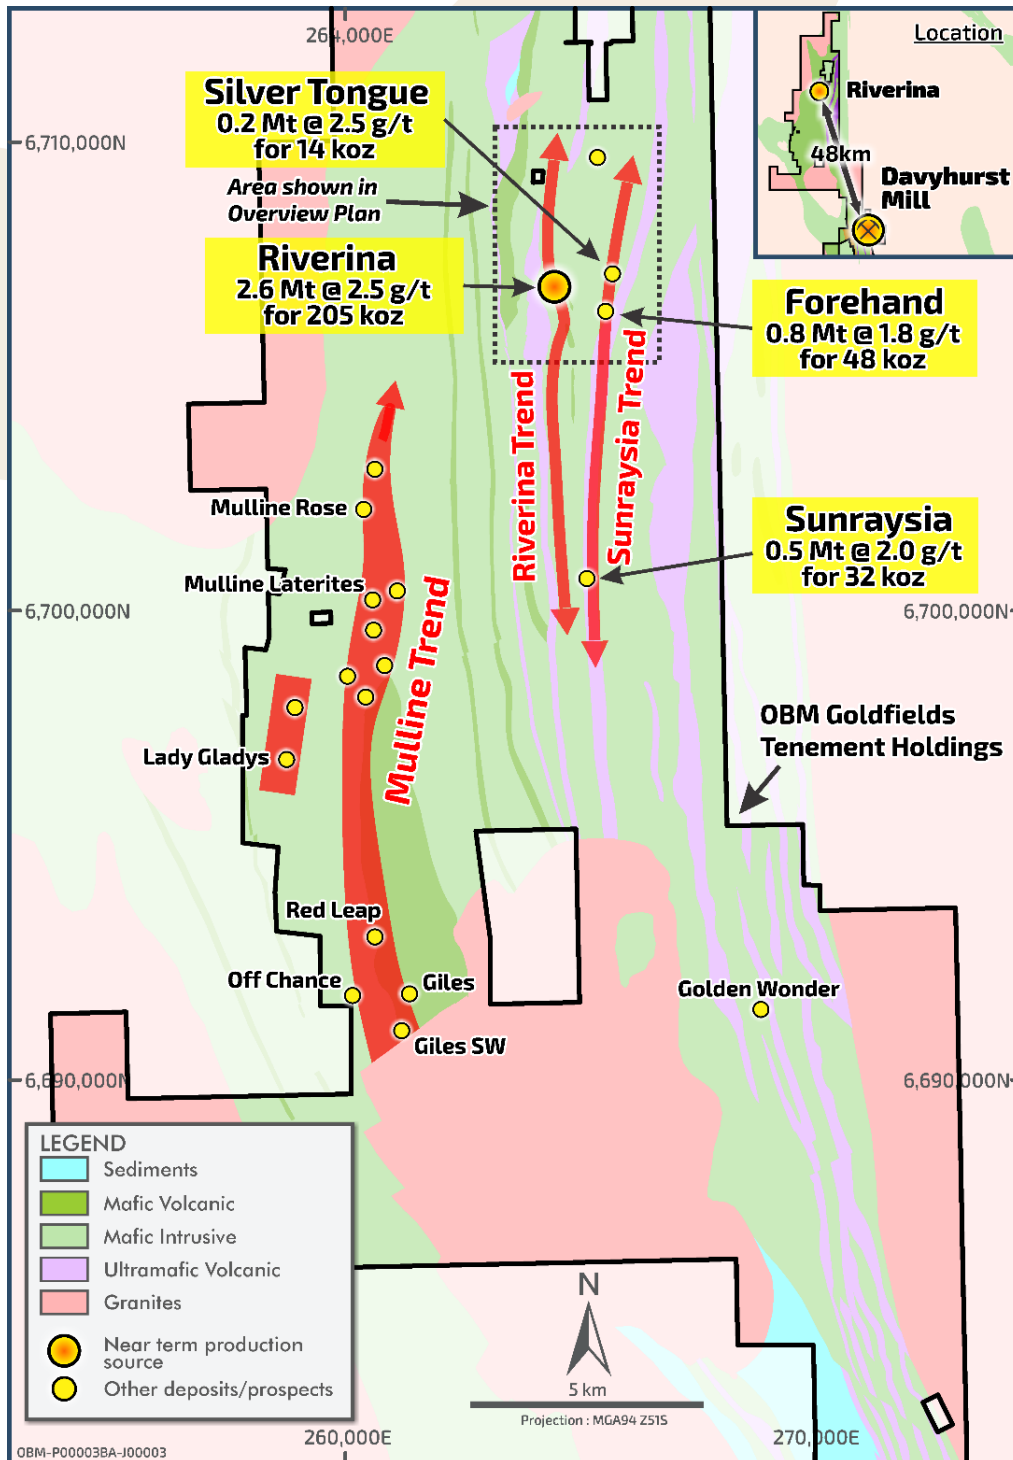 264,000E
Location
Silver Tongue
0.2 Mt @ 2.5 g/t
for 14 koz
Riverina
48km
Davyhurst
Mill
6,710,000N
Area shown in
Overview Plan
Riverina
2.6 Mt @ 2.5 g/t
for 205 koz
Forehand
0.8 Mt @ 1.8 g/t
for 48 koz
Riverina Trend
Sunraysia Trend
Mulline Rose
Sunraysia
0.5 Mt @ 2.0 g/t
for 32 koz
Mulline Laterites
6,700,000N
6,700,000N
Mulline Trend
OBM Goldfields
Tenement Holdings
Lady Gladys
Red Leap
Off Chance
Giles
Golden Wonder
Giles SW
6,690,000N
6,690,000N
LEGEND
Sediments
Mafic Volcanic
Mafic Intrusive
Ultramafic Volcanic
Granites
Near term production
source
Other deposits/prospects
N
5 km
Projection : MGA94 Z51S
260,000E
270,000E
OBM-P00003BA-J00003